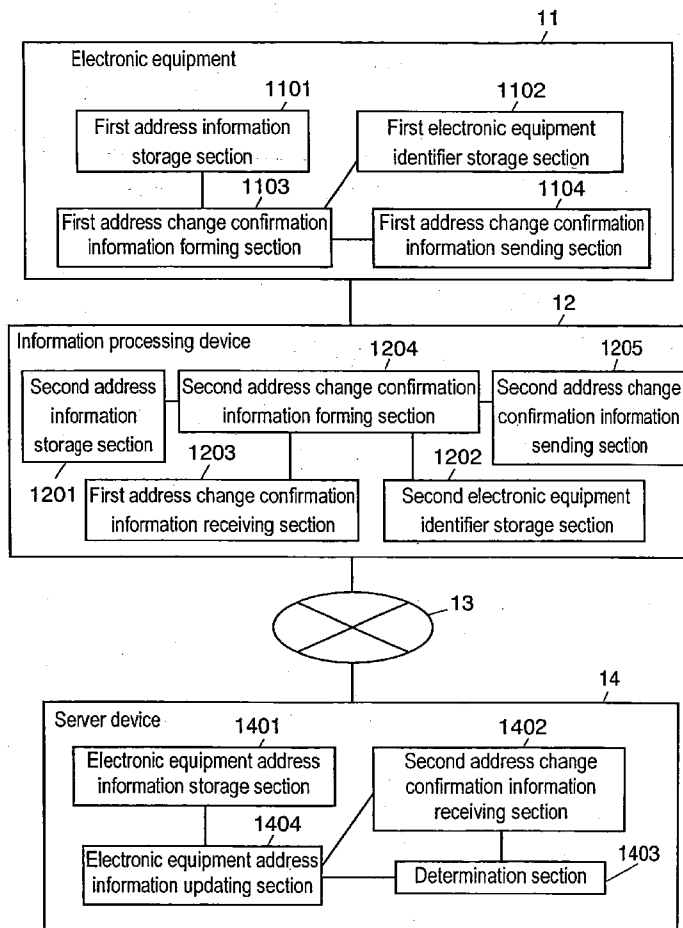 11
Electronic equipment
1101
1102
First address information
storage section
First electronic equipment
identifier storage section
1103
1104
First address change confirmation
information forming section
First address change confirmation
information sending section
12
Information processing device
1204
1205
Second address
information
storage section
Second address change confirmation
information forming section
Second address change
confirmation information
sending section
1203
1202
1201
First address change confirmation
information receiving section
Second electronic equipment
identifier storage section
13
14
Server device
1401
1402
Electronic equipment address
information storage section
Second address change
confirmation information
receiving section
1404
1403
Electronic equipment address
information updating section
Determination section